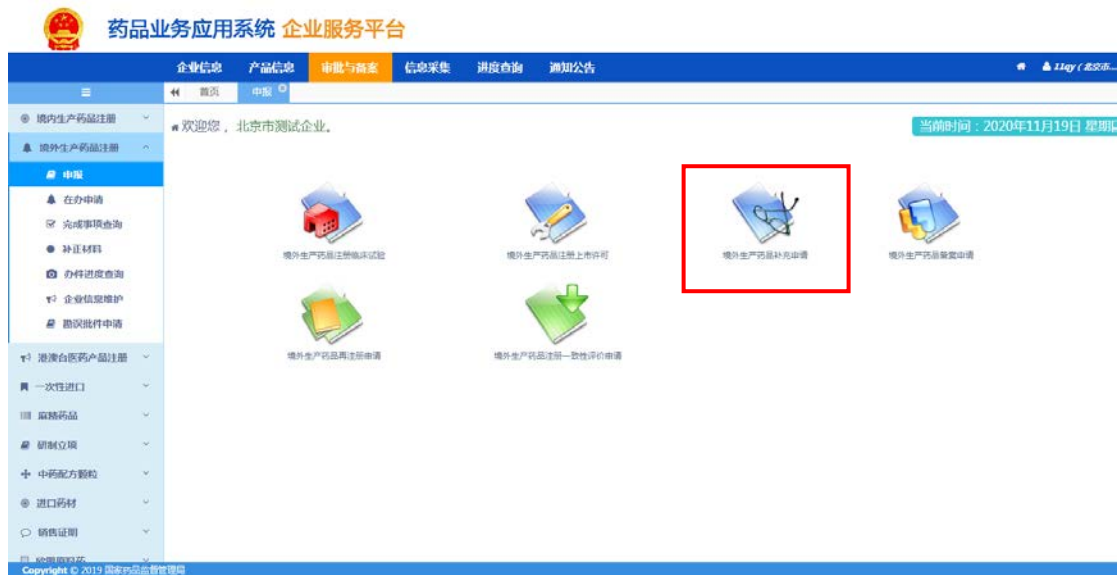 药品业务应用系统 企业服务平台
企业信息 产品信息 审批与备案 信息采集 进度查询 通知公告
11qy ( 北京市...
首页 申报
境内生产药品注册
欢迎您，北京市测试企业。
当前时间：2020年11月19日 星期
境外生产药品注册
申报
在办申请
完成事项查询
补正材料
办件进度查询
企业信息维护
勘误批件申请
港澳台医药产品注册
一次性进口
麻精药品
研制立项
中药配方颗粒
进口药材
销售证明
境外生产药品注册临床试验
境外生产药品注册上市许可
境外生产药品补充申请
境外生产药品备案申请
境外生产药品再注册申请
境外生产药品注册一致性评价申请
Copyright © 2019 国家药品监督管理局